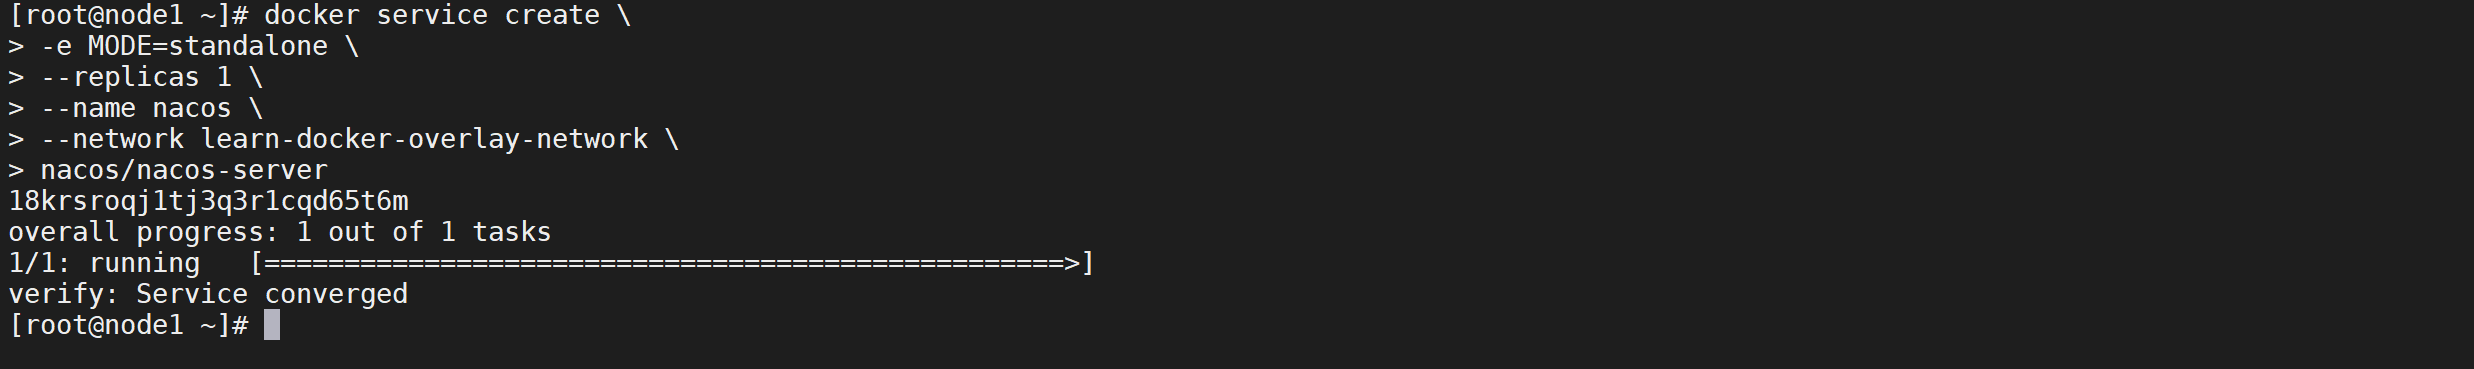 [root@node1 ~]# docker service create \
> -e MODE=standalone \
> --replicas 1 \
> --name nacos \
> --network learn-docker-overlay-network \
> nacos/nacos-server
18krsroqj1tj3q3r1cqd65t6m
overall progress: 1 out of 1 tasks
1/1: running   [==================================================>]
verify: Service converged
[root@node1 ~]#